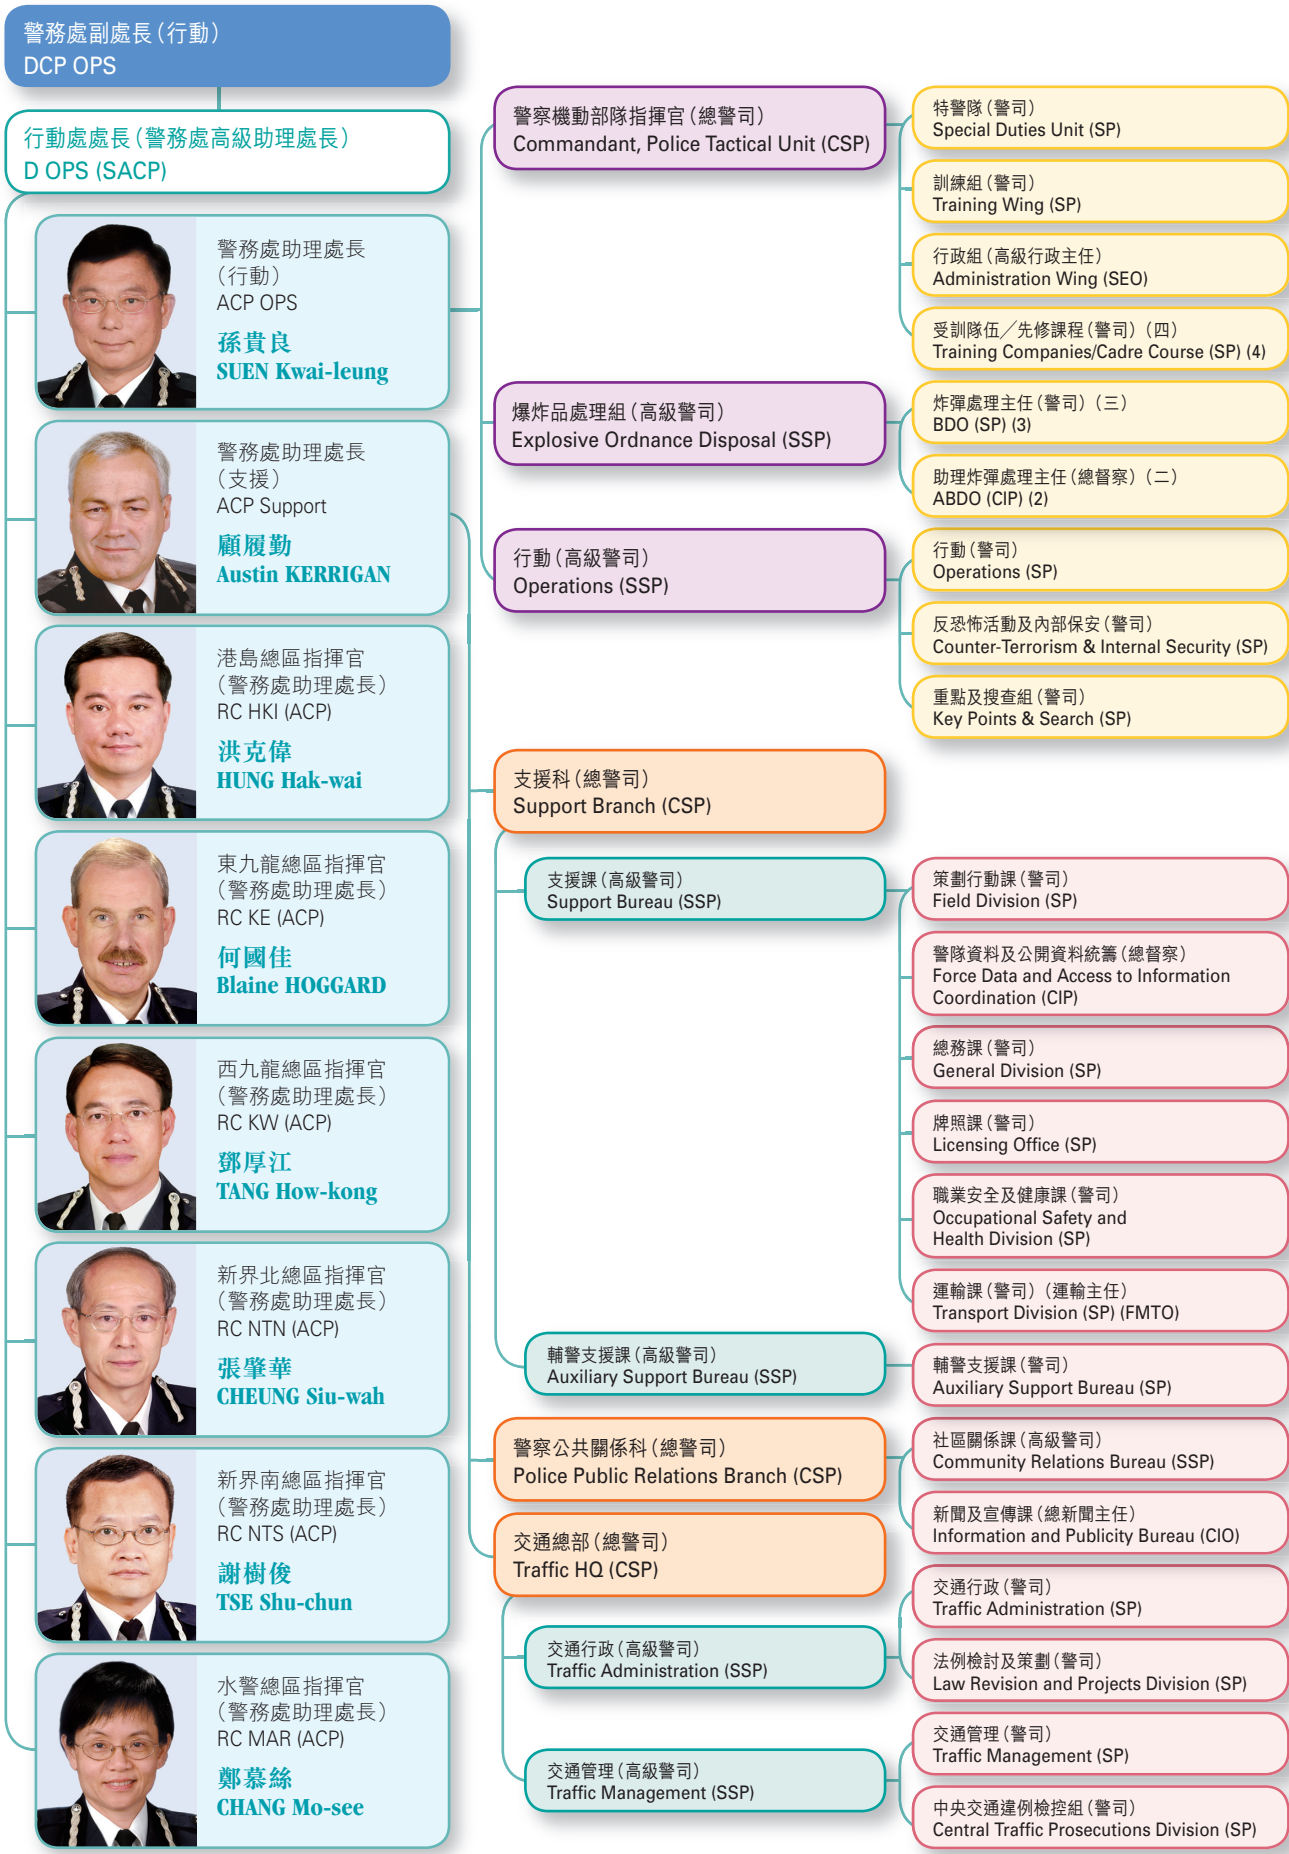 警務處副處長（行動）
DCP OPS
行動處處長（警務處高級助理處長）
D OPS (SACP)
警務處助理處長
（行動）
ACP OPS
孫貴良
SUEN Kwai-leung
警務處助理處長
（支援）
ACP Support
顧履勤
Austin KERRIGAN
港島總區指揮官
（警務處助理處長）
RC HKI (ACP)
洪克偉
HUNG Hak-wai
東九龍總區指揮官
（警務處助理處長）
RC KE (ACP)
何國佳
Blaine HOGGARD
西九龍總區指揮官
（警務處助理處長）
RC KW (ACP)
鄧厚江
TANG How-kong
新界北總區指揮官
（警務處助理處長）
RC NTN (ACP)
張肇華
CHEUNG Siu-wah
新界南總區指揮官
（警務處助理處長）
RC NTS (ACP)
謝樹俊
TSE Shu-chun
水警總區指揮官
（警務處助理處長）
RC MAR (ACP)
鄭慕絲
CHANG Mo-see
警察機動部隊指揮官（總警司）
Commandant, Police Tactical Unit (CSP)
特警隊（警司）
Special Duties Unit (SP)
訓練組（警司）
Training Wing (SP)
行政組（高級行政主任）
Administration Wing (SEO)
受訓隊伍／先修課程（警司）（四）
Training Companies/Cadre Course (SP) (4)
爆炸品處理組（高級警司）
Explosive Ordnance Disposal (SSP)
炸彈處理主任（警司）（三）
BDO (SP) (3)
助理炸彈處理主任（總督察）（二）
ABDO (CIP) (2)
行動（高級警司）
Operations (SSP)
行動（警司）
Operations (SP)
反恐怖活動及內部保安（警司）
Counter-Terrorism & Internal Security (SP)
重點及搜查組（警司）
Key Points & Search (SP)
支援科（總警司）
Support Branch (CSP)
支援課（高級警司）
Support Bureau (SSP)
策劃行動課（警司）
Field Division (SP)
警隊資料及公開資料統籌（總督察）
Force Data and Access to Information
Coordination (CIP)
總務課（警司）
General Division (SP)
牌照課（警司）
Licensing Office (SP)
職業安全及健康課（警司）
Occupational Safety and
Health Division (SP)
運輸課（警司）（運輸主任）
Transport Division (SP) (FMTO)
輔警支援課（高級警司）
Auxiliary Support Bureau (SSP)
輔警支援課（警司）
Auxiliary Support Bureau (SP)
警察公共關係科（總警司）
Police Public Relations Branch (CSP)
社區關係課（高級警司）
Community Relations Bureau (SSP)
新聞及宣傳課（總新聞主任）
Information and Publicity Bureau (CIO)
交通總部（總警司）
Traffic HQ (CSP)
交通行政（高級警司）
Traffic Administration (SSP)
交通行政（警司）
Traffic Administration (SP)
法例檢討及策劃（警司）
Law Revision and Projects Division (SP)
交通管理（高級警司）
Traffic Management (SSP)
交通管理（警司）
Traffic Management (SP)
中央交通違例檢控組（警司）
Central Traffic Prosecutions Division (SP)